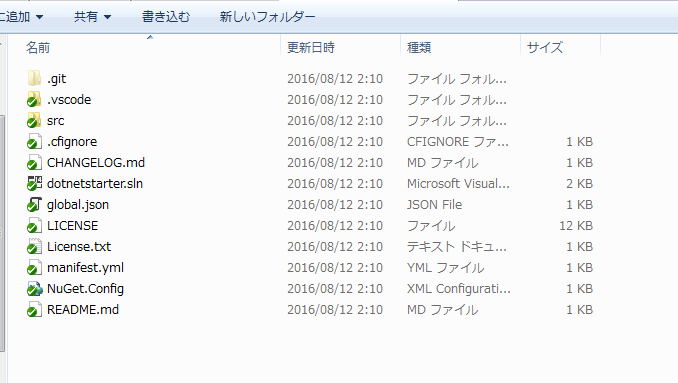 に追加 共有 書き込む 新しいフォルダー
名前 更新日時 種類 サイズ
.git 2016/08/12 2:10 ファイル フォル...
.vscode 2016/08/12 2:10 ファイル フォル...
src 2016/08/12 2:10 ファイル フォル...
.cfignore 2016/08/12 2:10 CFIGNORE ファ... 1 KB
CHANGELOG.md 2016/08/12 2:10 MD ファイル 1 KB
dotnetstarter.sln 2016/08/12 2:10 Microsoft Visual... 2 KB
global.json 2016/08/12 2:10 JSON File 1 KB
LICENSE 2016/08/12 2:10 ファイル 12 KB
License.txt 2016/08/12 2:10 テキスト ドキュ... 1 KB
manifest.yml 2016/08/12 2:10 YML ファイル 1 KB
NuGet.Config 2016/08/12 2:10 XML Configurati... 1 KB
README.md 2016/08/12 2:10 MD ファイル 1 KB